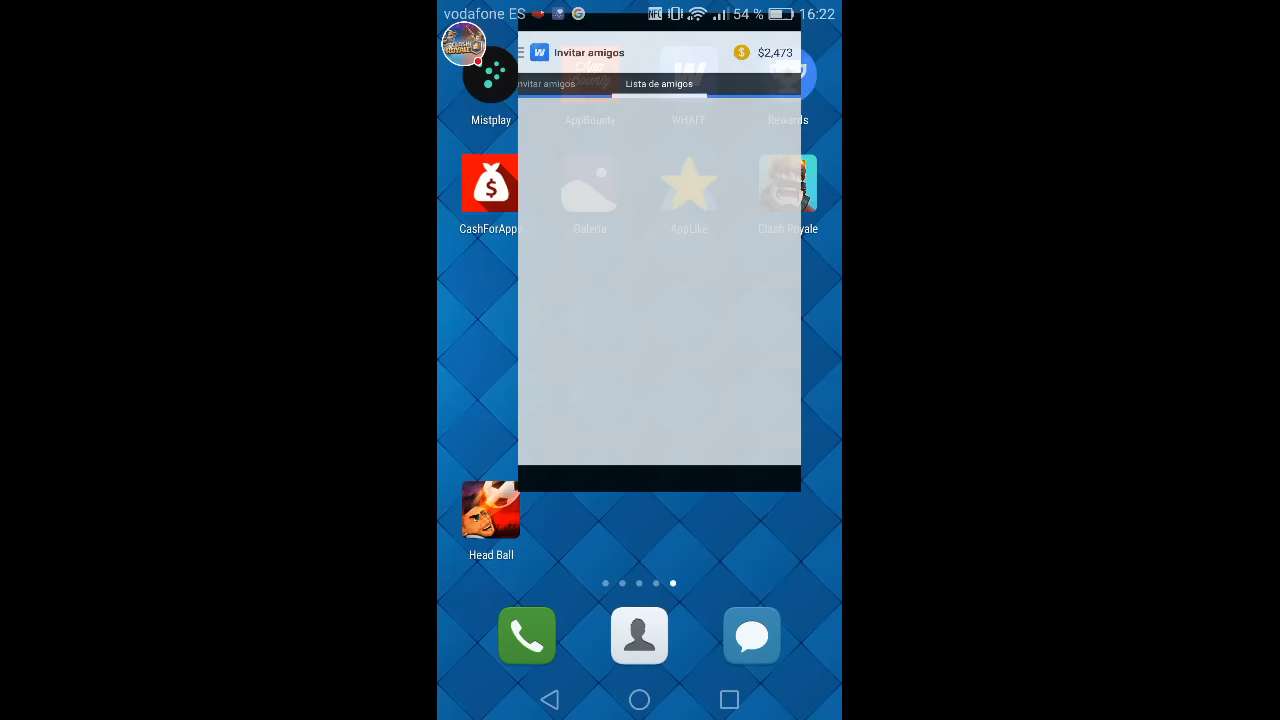 vodafone ES 54 % 16:22
Invitar amigos $2,473
nvitar amigos Lista de amigos
Mistplay AppBounty WHAFF Rewards
CashForApps Galería AppLike Clash Royale
Head Ball